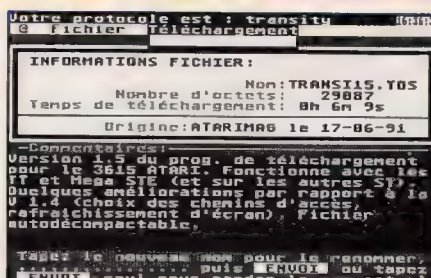 Votre protocole est : transity
Fichier Téléchargement
INFORMATIONS FICHIER:
Nom:TRANSI15.TOS
Nombre d'octets: 29087
Temps de téléchargement: 0h 6m 9s
Origine:ATARIMAG le 17-06-91
-Commentaires:
Version 1.5 du prog. de téléchargement
pour le 3615 ATARI. Fonctionne avec les
TT et Mega STE (et sur les autres ST).
Quelques améliorations par rapport à la
V 1.4 (choix des chemins d'accès,
rafraichissement d'écran). Fichier
autodécompactable.
Tapez le nouveau nom pour le renommer,
............ puis ENVOI ou tapez
ENVOI